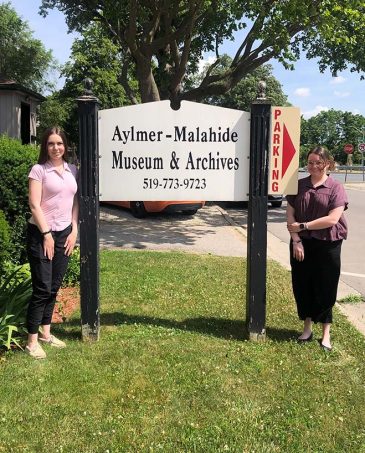 Aylmer-Malahide
Museum & Archives
519-773-9723
PARKING